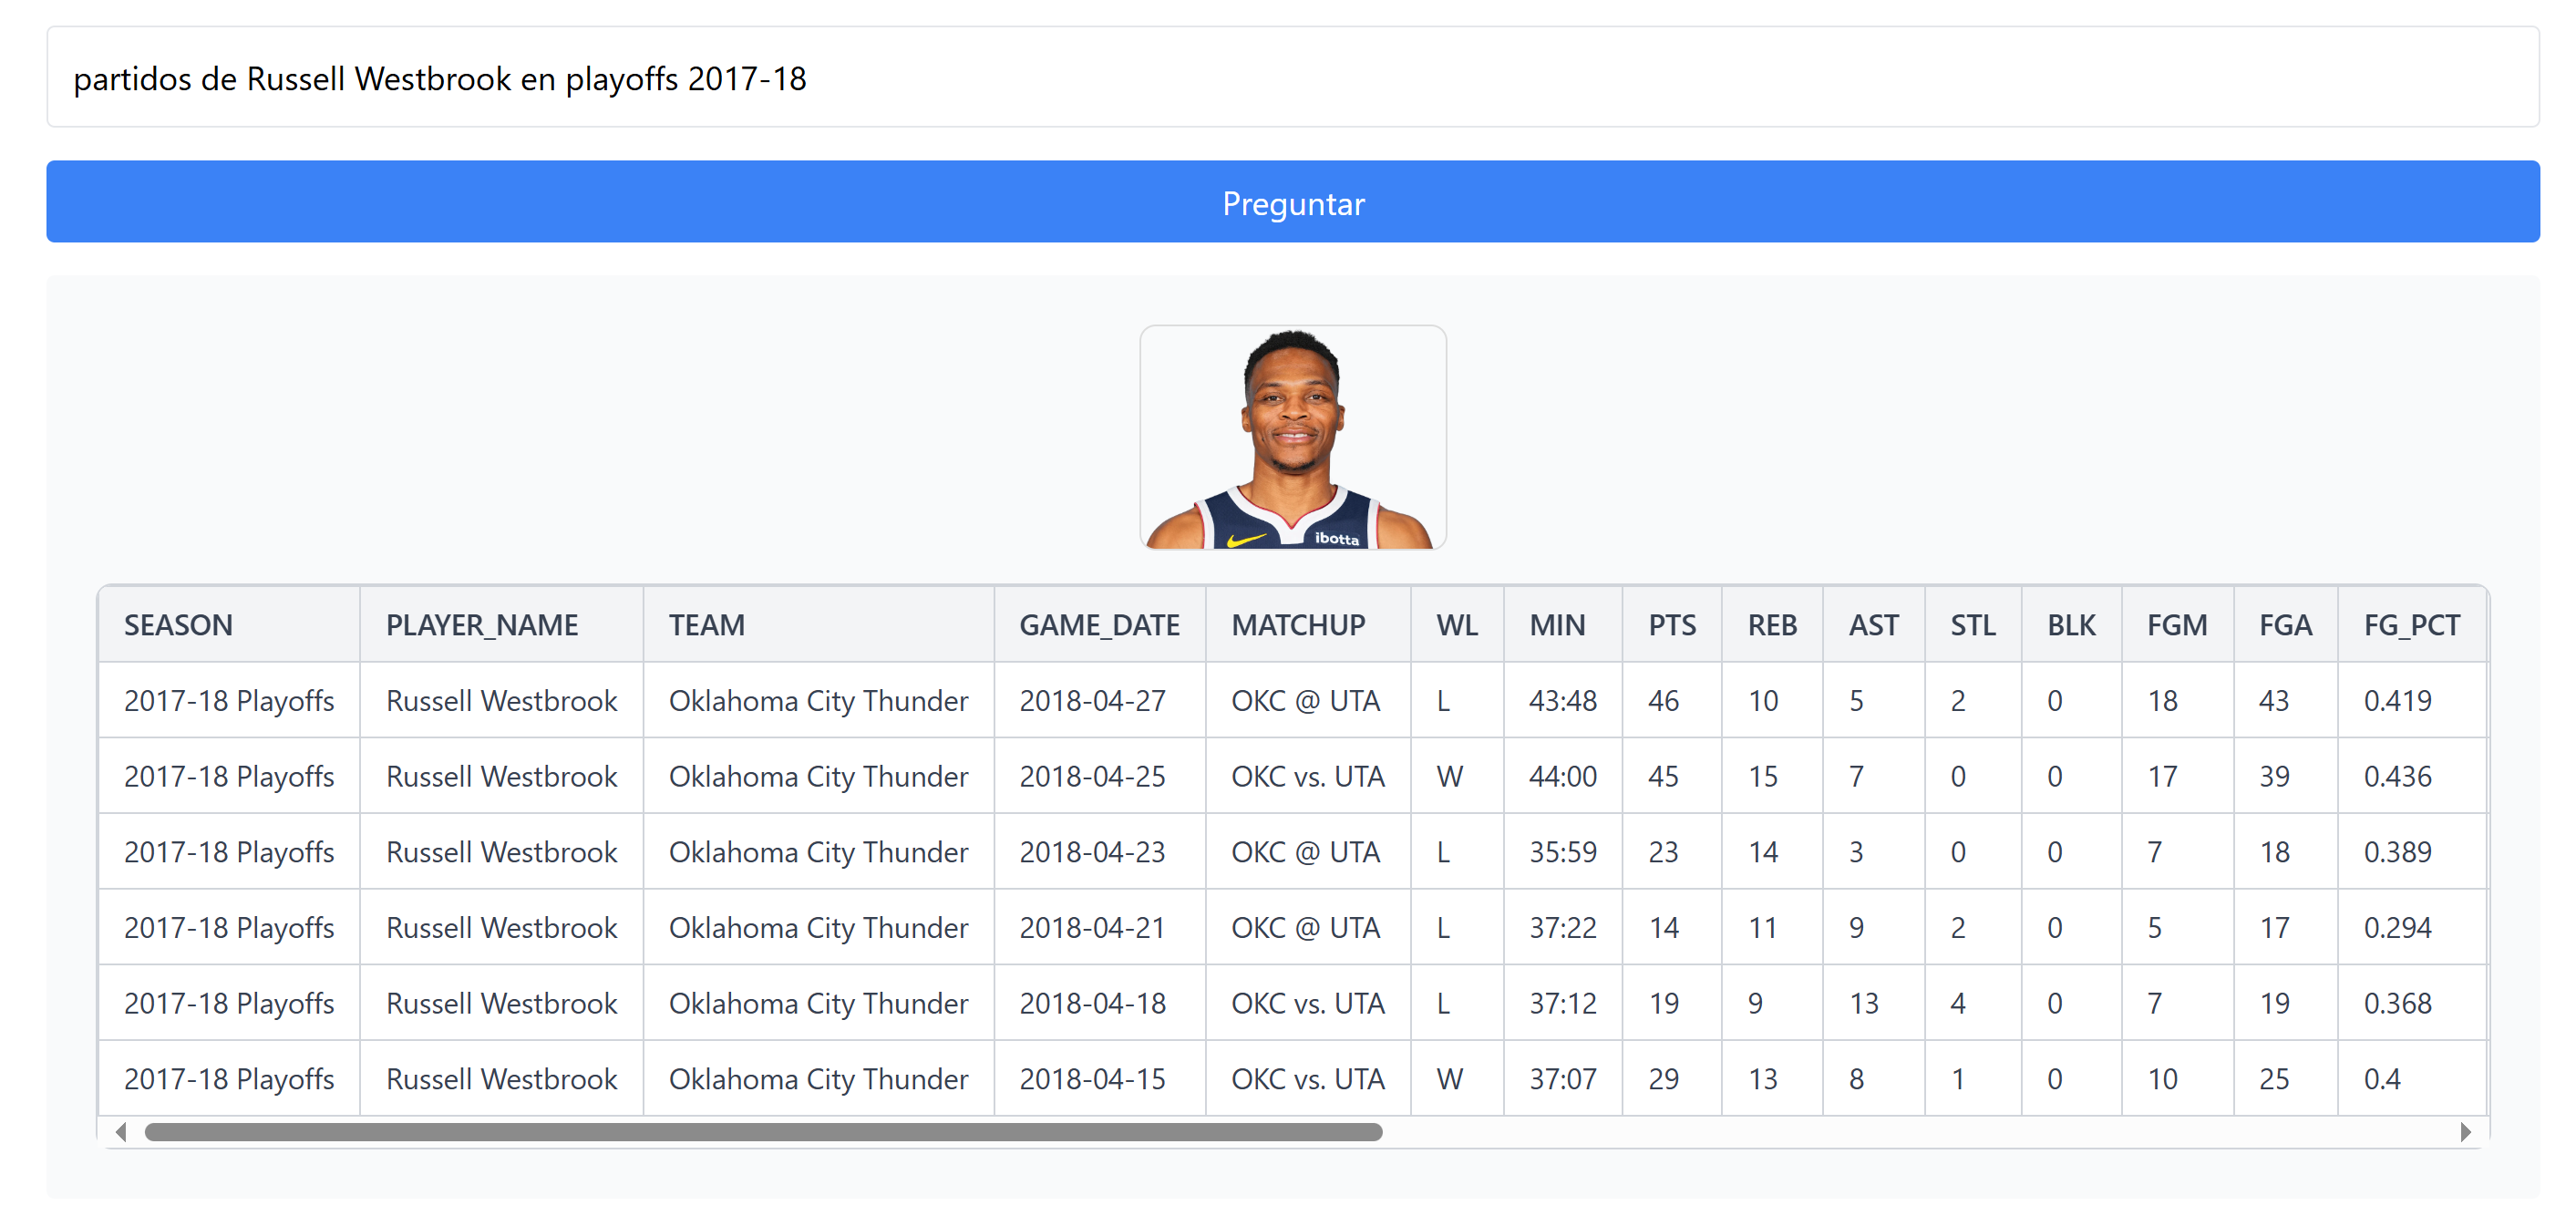 partidos de Russell Westbrook en playoffs 2017-18
Preguntar
ibotta
SEASON PLAYER_NAME TEAM GAME_DATE MATCHUP WL MIN PTS REB AST STL BLK FGM FGA FG_PCT
2017-18 Playoffs Russell Westbrook Oklahoma City Thunder 2018-04-27 OKC @ UTA L 43:48 46 10 5 2 0 18 43 0.419
2017-18 Playoffs Russell Westbrook Oklahoma City Thunder 2018-04-25 OKC vs. UTA W 44:00 45 15 7 0 0 17 39 0.436
2017-18 Playoffs Russell Westbrook Oklahoma City Thunder 2018-04-23 OKC @ UTA L 35:59 23 14 3 0 0 7 18 0.389
2017-18 Playoffs Russell Westbrook Oklahoma City Thunder 2018-04-21 OKC @ UTA L 37:22 14 11 9 2 0 5 17 0.294
2017-18 Playoffs Russell Westbrook Oklahoma City Thunder 2018-04-18 OKC vs. UTA L 37:12 19 9 13 4 0 7 19 0.368
2017-18 Playoffs Russell Westbrook Oklahoma City Thunder 2018-04-15 OKC vs. UTA W 37:07 29 13 8 1 0 10 25 0.4